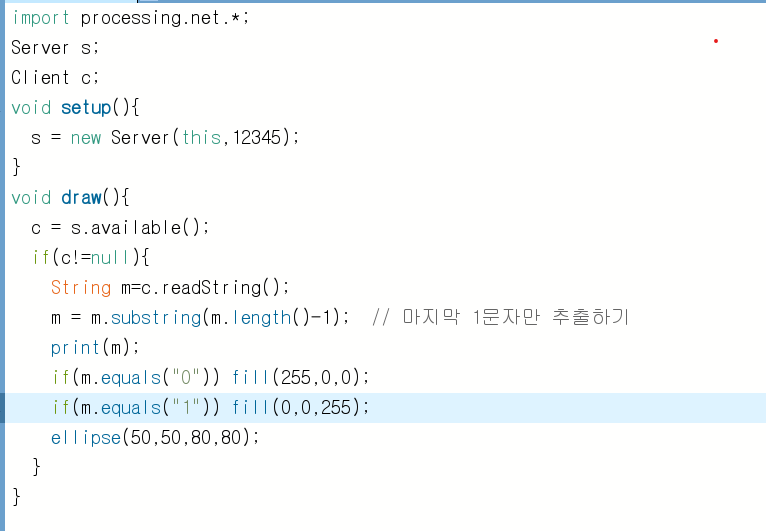 import processing.net.*;
Server s;
Client c;
void setup(){
  s = new Server(this,12345);
}
void draw(){
  c = s.available();
  if(c!=null){
    String m=c.readString();
    m = m.substring(m.length()-1);  // 마지막 1문자만 추출하기
    print(m);
    if(m.equals("0")) fill(255,0,0);
    if(m.equals("1")) fill(0,0,255);
    ellipse(50,50,80,80);
  }
}